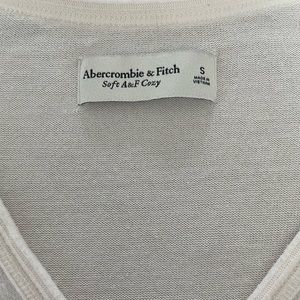 Abercrombie & Fitch
Soft A&F Cozy
S
MADE IN
VIETNAM